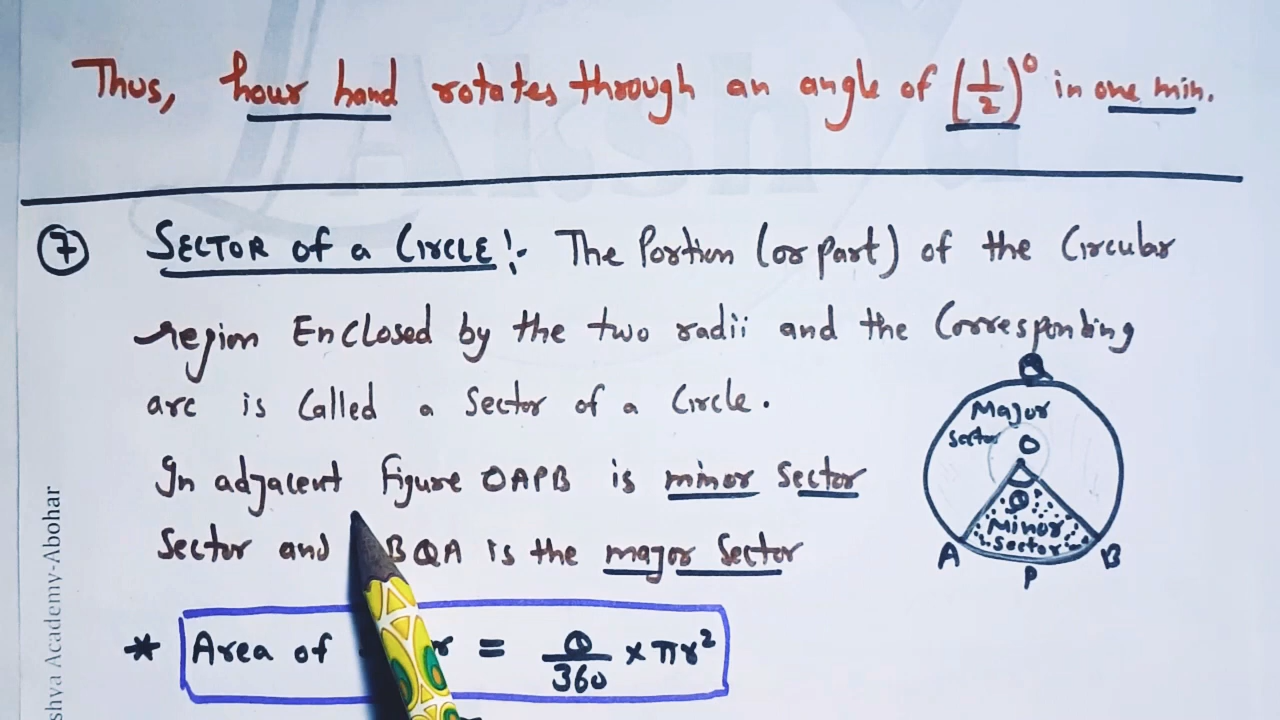 Thus, hour hand rotates through an angle of (1/2)° in one min.
7 SECTOR of a CIRCLE:- The Portion (or part) of the Circular
region Enclosed by the two radii and the Corresponding
arc is Called a Sector of a Circle.
In adjacent figure OAPB is minor Sector
Sector and BQA is the major Sector
* Area of = θ/360 × πr²
Major
Sector
O
θ
Minor
Sector
A
B
P
shva Academy-Abohar